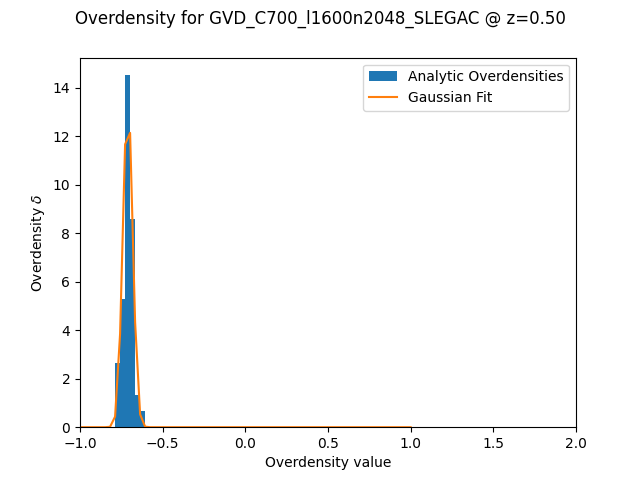 Overdensity for GVD_C700_l1600n2048_SLEGAC @ z=0.50
Analytic Overdensities
Gaussian Fit
Overdensity δ
14
12
10
8
6
4
2
0
−1.0 −0.5 0.0 0.5 1.0 1.5 2.0
Overdensity value